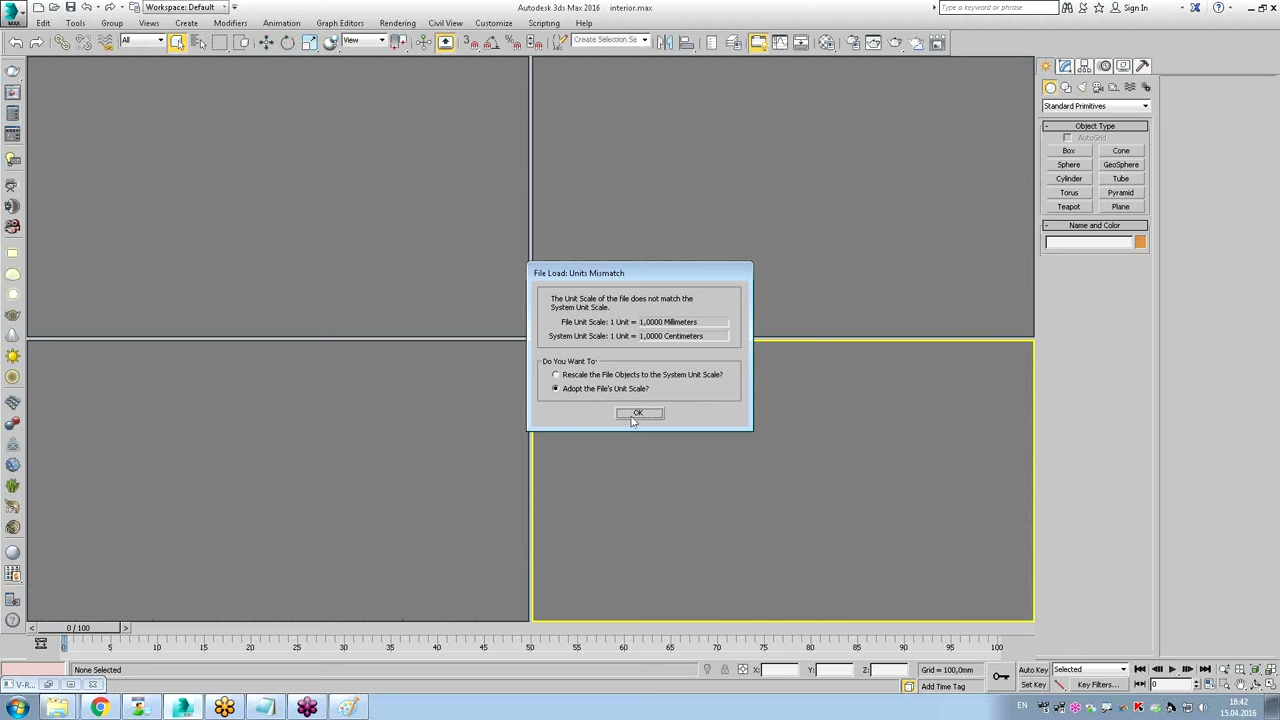 Workspace: Default
Autodesk 3ds Max 2016    interior.max
Type a keyword or phrase
Sign In
MAX
Edit
Tools
Group
Views
Create
Graph Editors
Rendering
Civil View
Customize
Scripting
Help
All
View
Create Selection Se
Standard Primitives
Object Type
AutoGrid
Box
Cone
Sphere
GeoSphere
Cylinder
Tube
Torus
Pyramid
Teapot
Plane
Name and Color
File Load: Units Mismatch
The Unit Scale of the file does not match the
System Unit Scale.
File Unit Scale: 1 Unit = 1,0000 Millimeters
System Unit Scale: 1 Unit = 1,0000 Centimeters
Do You Want To:
Rescale the File Objects to the System Unit Scale?
Adopt the File's Unit Scale?
OK
0 / 100
0 5 10 15 20 25 30 35 40 45 50 55 60 65 70 75 80 85 90 95 100
None Selected
X:
Y:
Z:
Grid = 100,0mm
Auto Key
Selected
Add Time Tag
Set Key
Key Filters...
0
EN
18:42
15.04.2016